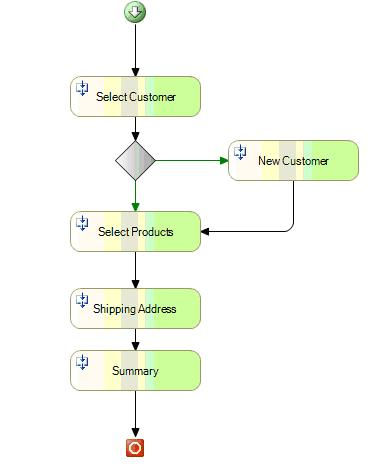 Select Customer
New Customer
Select Products
Shipping Address
Summary